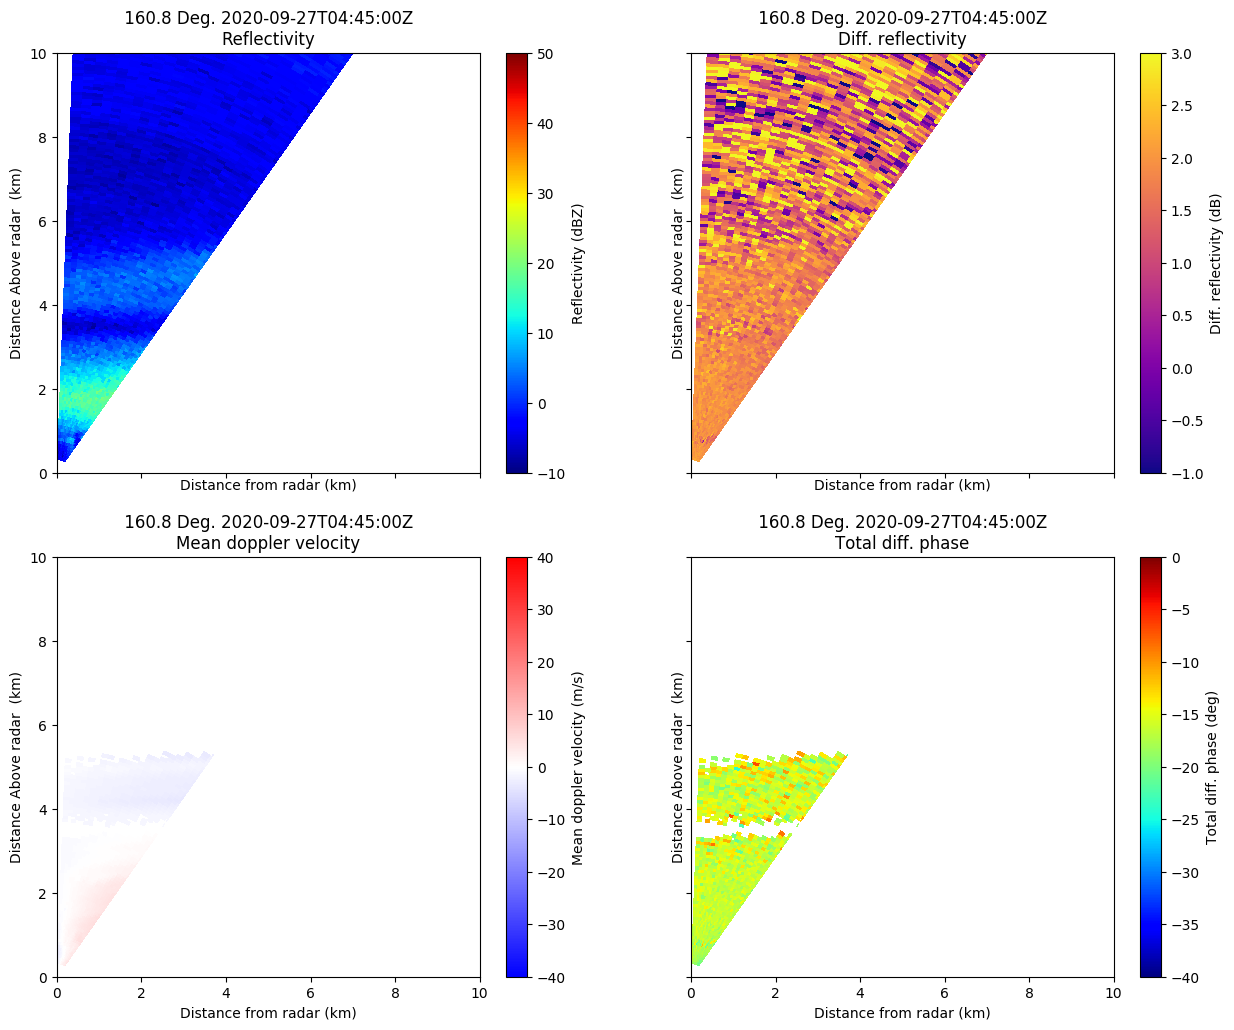 160.8 Deg. 2020-09-27T04:45:00Z
Reflectivity
10
8
6
4
2
0
Distance Above radar  (km)
Distance from radar (km)
50
40
30
20
10
0
−10
Reflectivity (dBZ)
160.8 Deg. 2020-09-27T04:45:00Z
Diff. reflectivity
Distance Above radar  (km)
Distance from radar (km)
3.0
2.5
2.0
1.5
1.0
0.5
0.0
−0.5
−1.0
Diff. reflectivity (dB)
160.8 Deg. 2020-09-27T04:45:00Z
Mean doppler velocity
10
8
6
4
2
0
Distance Above radar  (km)
0 2 4 6 8 10
Distance from radar (km)
40
30
20
10
0
−10
−20
−30
−40
Mean doppler velocity (m/s)
160.8 Deg. 2020-09-27T04:45:00Z
Total diff. phase
Distance Above radar  (km)
0 2 4 6 8 10
Distance from radar (km)
0
−5
−10
−15
−20
−25
−30
−35
−40
Total diff. phase (deg)